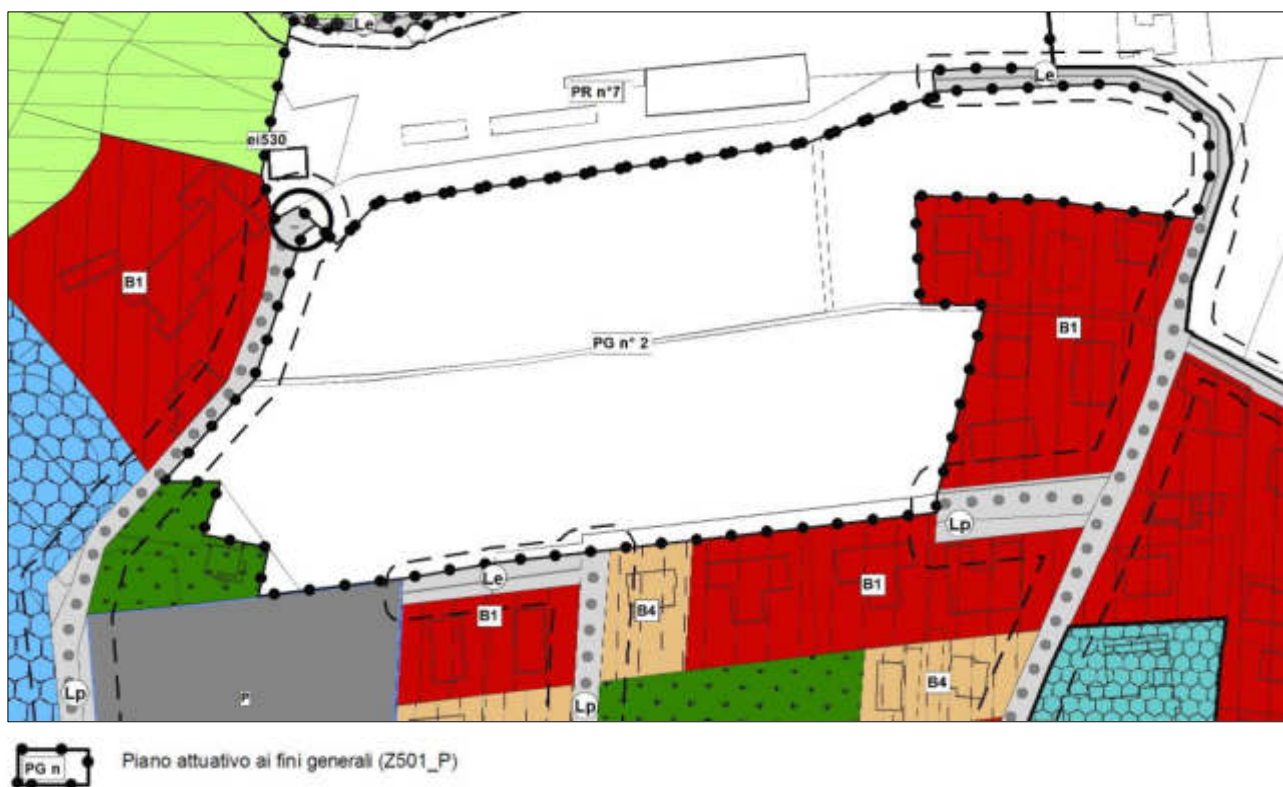 Le
Le
PR n°7
ei530
B1
B1
PG n° 2
Lp
Le
B1
B4
B1
B4
Lp
P
Lp
PG n
Piano attuativo ai fini generali (Z501_P)